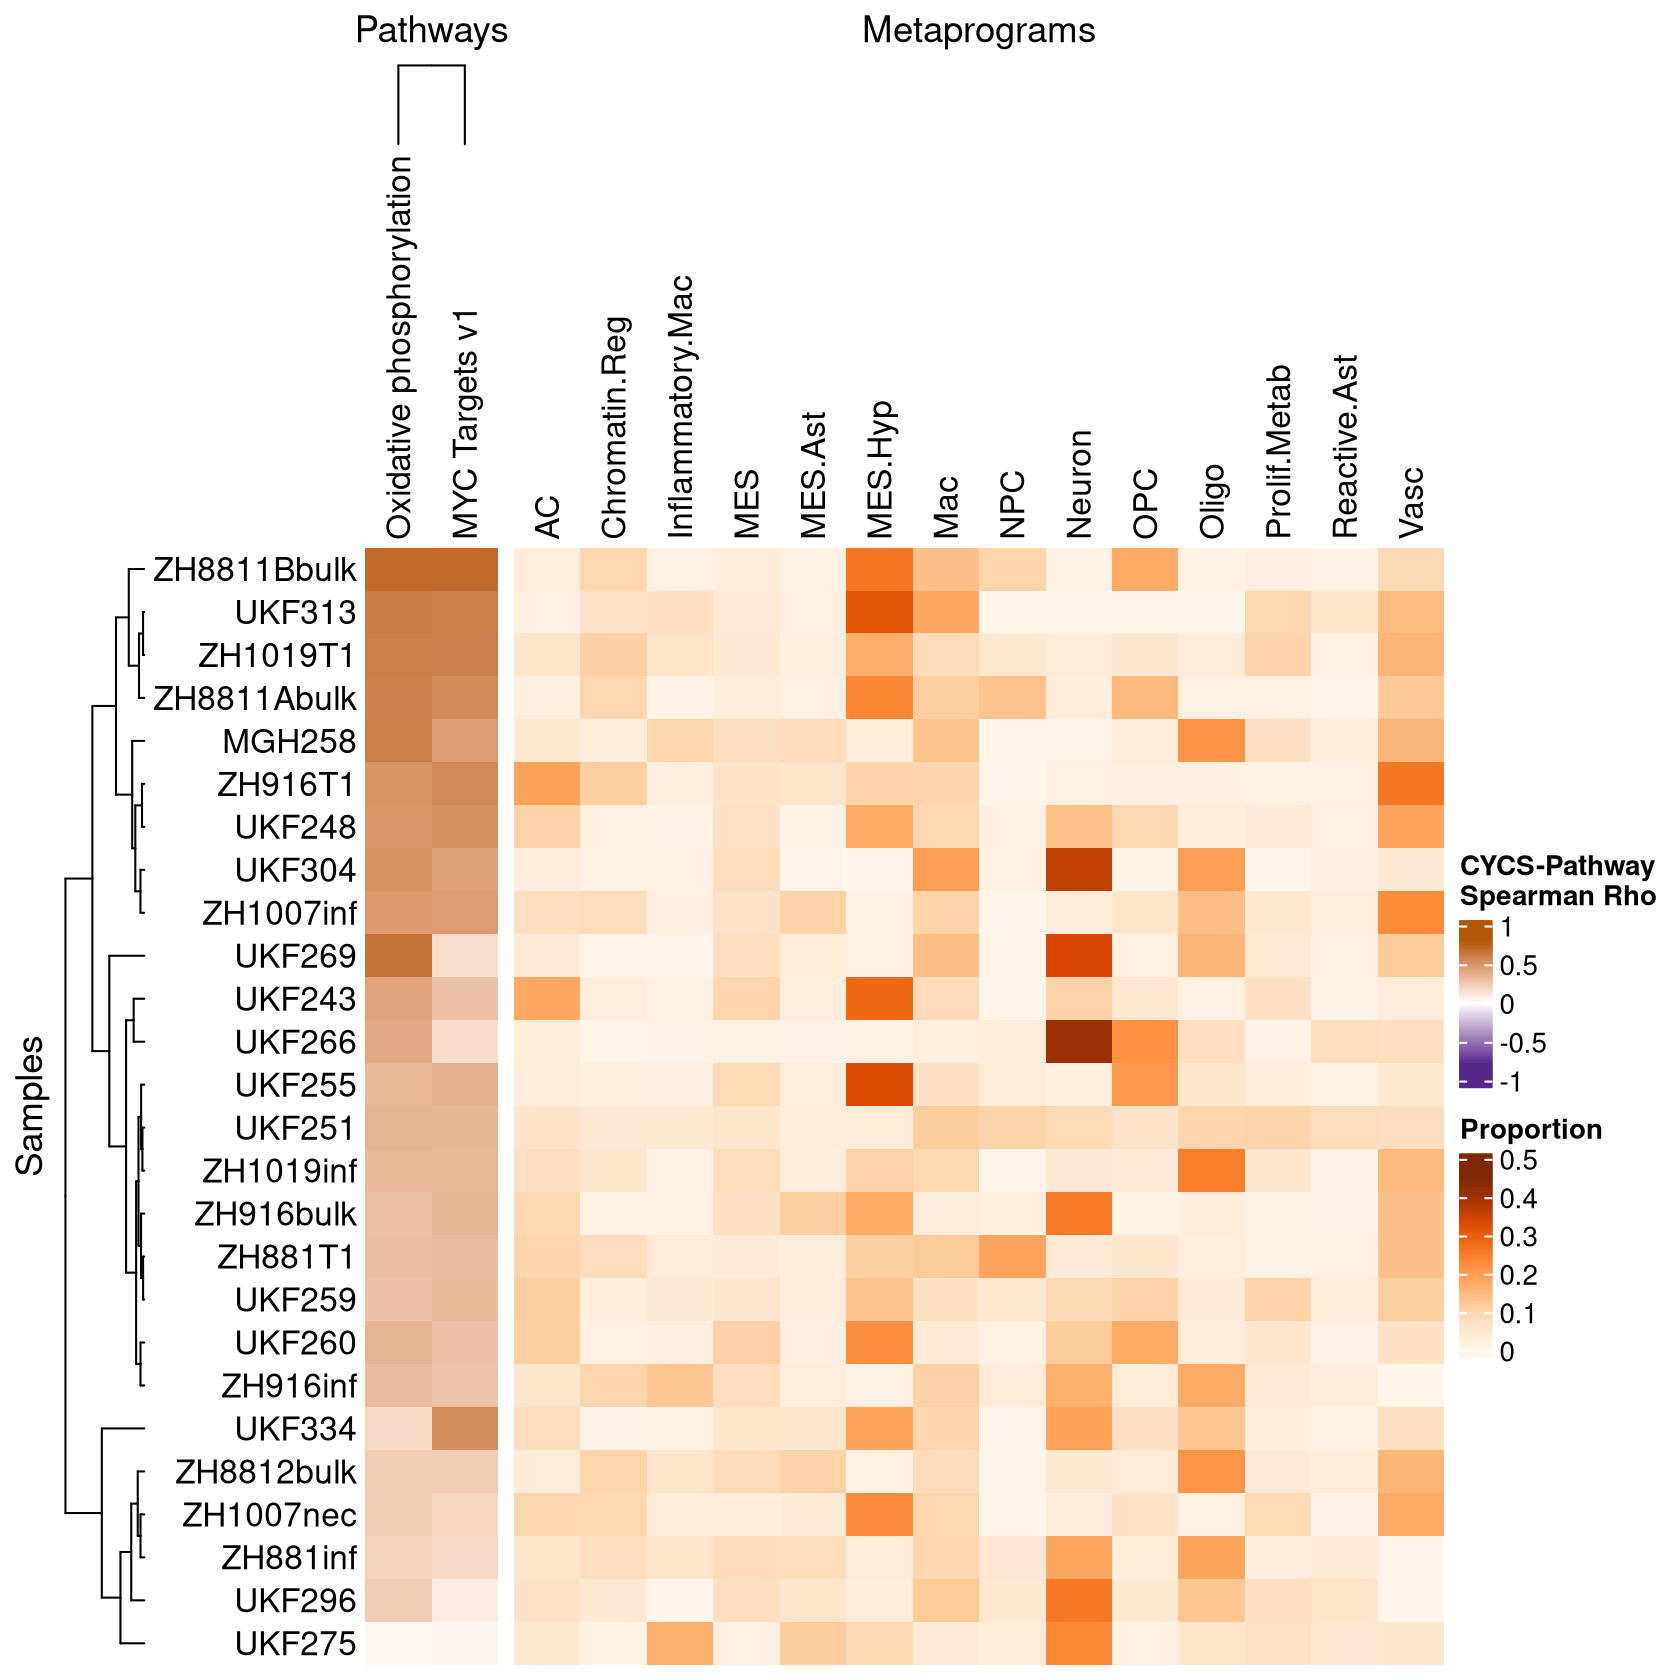 Pathways
Metaprograms
Oxidative phosphorylation
MYC Targets v1
AC
Chromatin.Reg
Inflammatory.Mac
MES
MES.Ast
MES.Hyp
Mac
NPC
Neuron
OPC
Oligo
Prolif.Metab
Reactive.Ast
Vasc
Samples
ZH8811Bbulk
UKF313
ZH1019T1
ZH8811Abulk
MGH258
ZH916T1
UKF248
UKF304
ZH1007inf
UKF269
UKF243
UKF266
UKF255
UKF251
ZH1019inf
ZH916bulk
ZH881T1
UKF259
UKF260
ZH916inf
UKF334
ZH8812bulk
ZH1007nec
ZH881inf
UKF296
UKF275
CYCS-Pathway
Spearman Rho
1
0.5
0
-0.5
-1
Proportion
0.5
0.4
0.3
0.2
0.1
0